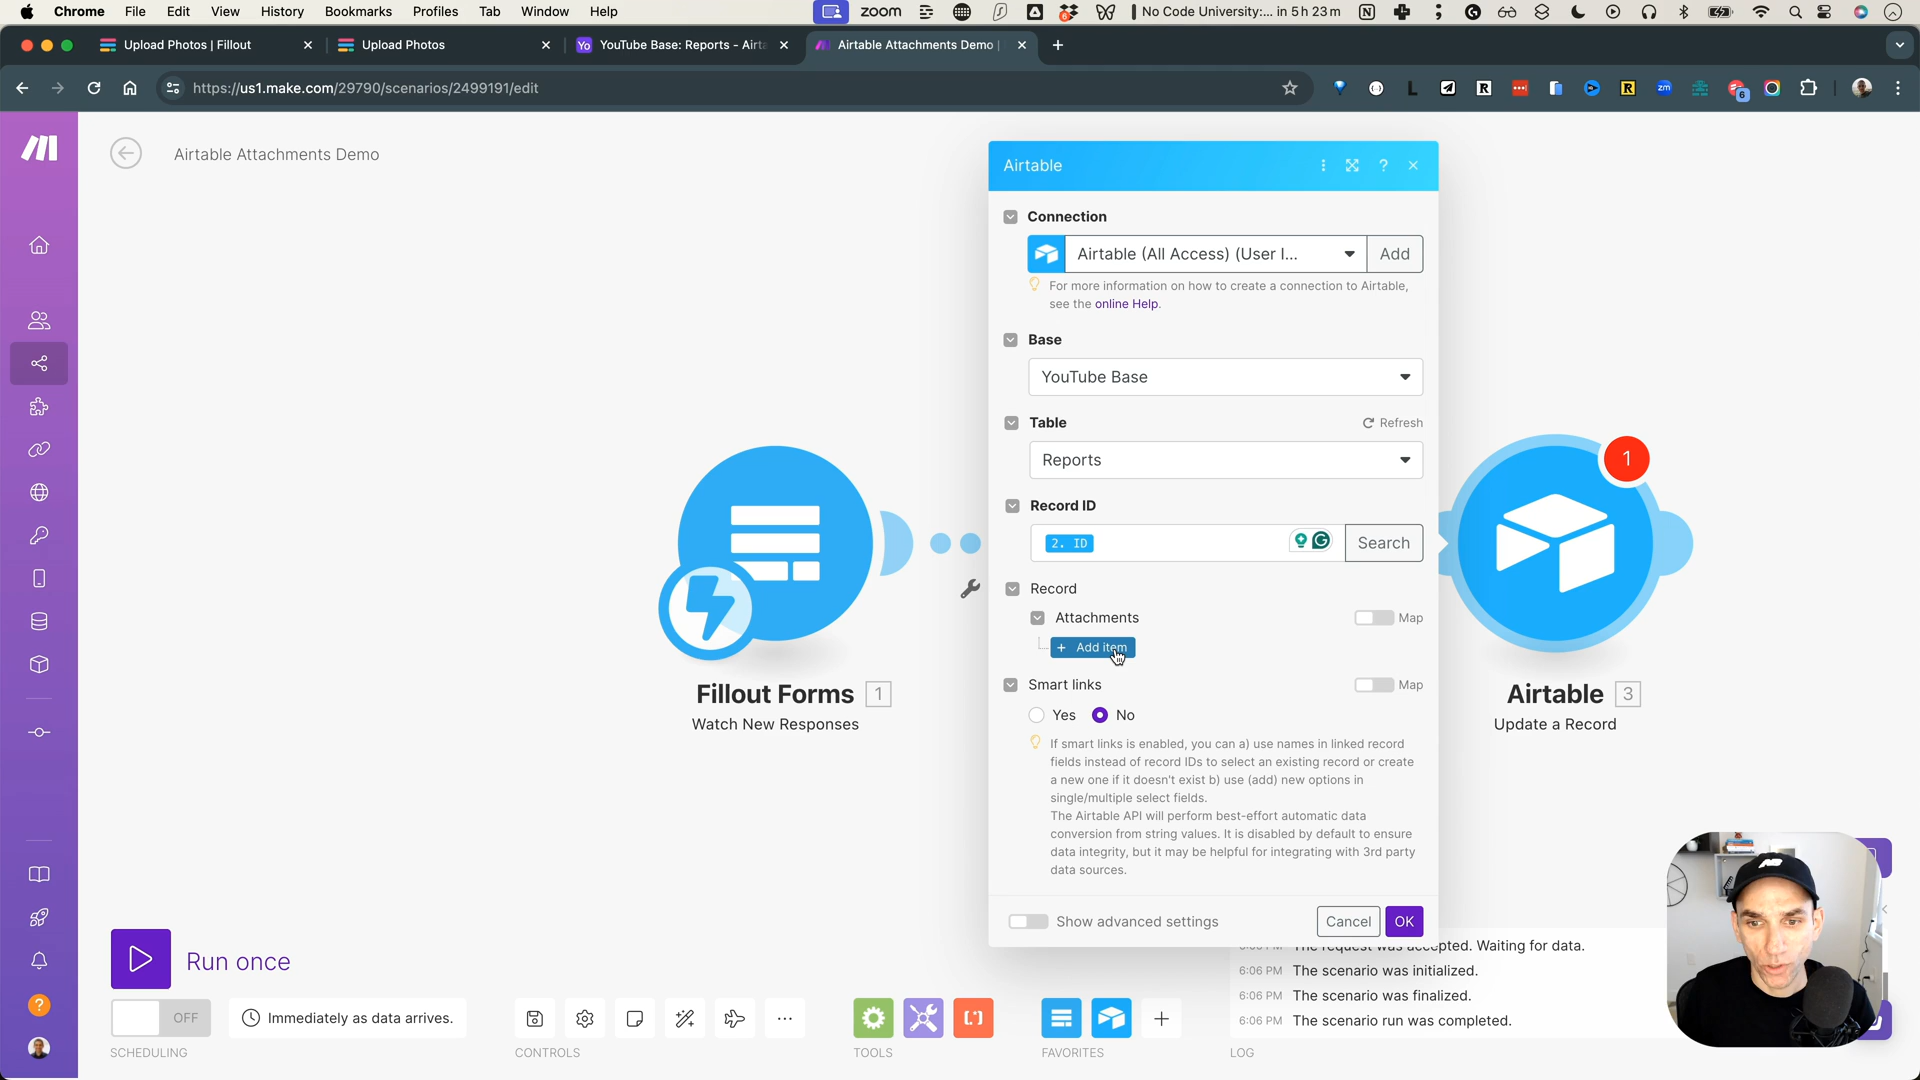 Chrome File Edit View History Bookmarks Profiles Tab Window Help
zoom
No Code University:... in 5 h 23 m
Upload Photos | Fillout
Upload Photos
YouTube Base: Reports - Airta
Airtable Attachments Demo |
https://us1.make.com/29790/scenarios/2499191/edit
Airtable Attachments Demo
Airtable
Connection
Airtable (All Access) (User I...
Add
For more information on how to create a connection to Airtable,
see the online Help.
Base
YouTube Base
Table
Refresh
Reports
Record ID
2. ID
Search
Record
Attachments
Map
+ Add item
Smart links
Map
Yes
No
If smart links is enabled, you can a) use names in linked record
fields instead of record IDs to select an existing record or create
a new one if it doesn't exist b) use (add) new options in
single/multiple select fields.
The Airtable API will perform best-effort automatic data
conversion from string values. It is disabled by default to ensure
data integrity, but it may be helpful for integrating with 3rd party
data sources.
Show advanced settings
Cancel
OK
Fillout Forms 1
Watch New Responses
1
Airtable 3
Update a Record
Run once
OFF
Immediately as data arrives.
SCHEDULING
CONTROLS
TOOLS
FAVORITES
LOG
The request was accepted. Waiting for data.
6:06 PM The scenario was initialized.
6:06 PM The scenario was finalized.
6:06 PM The scenario run was completed.